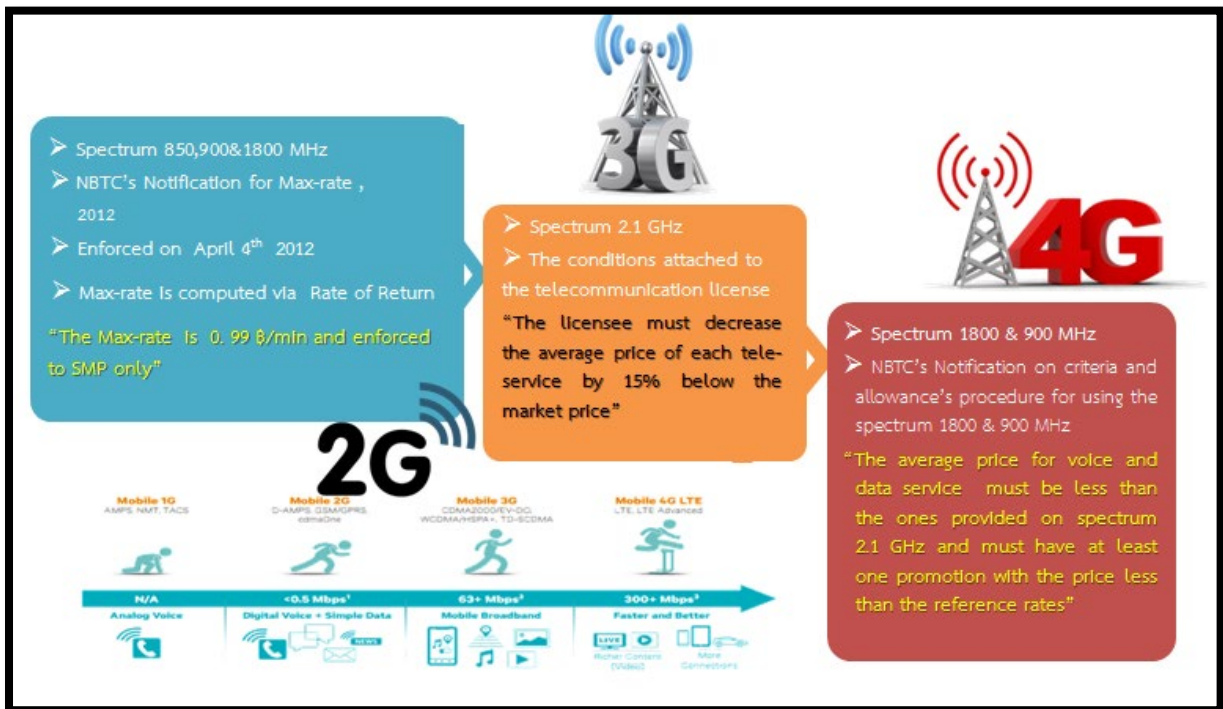 3G
4G
➢ Spectrum 850,900&1800 MHz
➢ NBTC's Notification for Max-rate ,
2012
➢ Enforced on April 4th 2012
➢ Max-rate is computed via Rate of Return
“The Max-rate is 0. 99 ฿/min and enforced
to SMP only”
2G
➢ Spectrum 2.1 GHz
➢ The conditions attached to
the telecommunication license
“The licensee must decrease
the average price of each tele-
service by 15% below the
market price”
➢ Spectrum 1800 & 900 MHz
➢ NBTC's Notification on criteria and
allowance's procedure for using the
spectrum 1800 & 900 MHz
“The average price for voice and
data service must be less than
the ones provided on spectrum
2.1 GHz and must have at least
one promotion with the price less
than the reference rates”
Mobile 1G
AMPS, NMT, TACS
Mobile 2G
D-AMPS, GSM/GPRS,
cdmaOne
Mobile 3G
CDMA2000/EV-DO,
WCDMA/HSPA+, TD-SCDMA
Mobile 4G LTE
LTE, LTE Advanced
N/A
<0.5 Mbps¹
63+ Mbps²
300+ Mbps³
Analog Voice
Digital Voice + Simple Data
Mobile Broadband
Faster and Better
NEWS
LIVE
Richer Content
(Video)
More
Connections